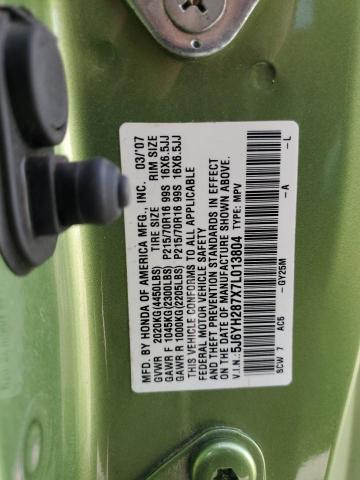 MFD. BY HONDA OF AMERICA MFG., INC. 03/'07
TIRE SIZE RIM SIZE
GVWR 2020KG(4450LBS)
GAWR F 1045KG(2300LBS) P215/70R16 99S 16X6.5JJ
GAWR R 1000KG(2205LBS) P215/70R16 99S 16X6.5JJ
THIS VEHICLE CONFORMS TO ALL APPLICABLE
FEDERAL MOTOR VEHICLE SAFETY
AND THEFT PREVENTION STANDARDS IN EFFECT
ON THE DATE OF MANUFACTURE SHOWN ABOVE.
V.I.N.: 5J6YH287X7L013804 TYPE: MPV
-GY25M -A -L
SCW 7 AC5